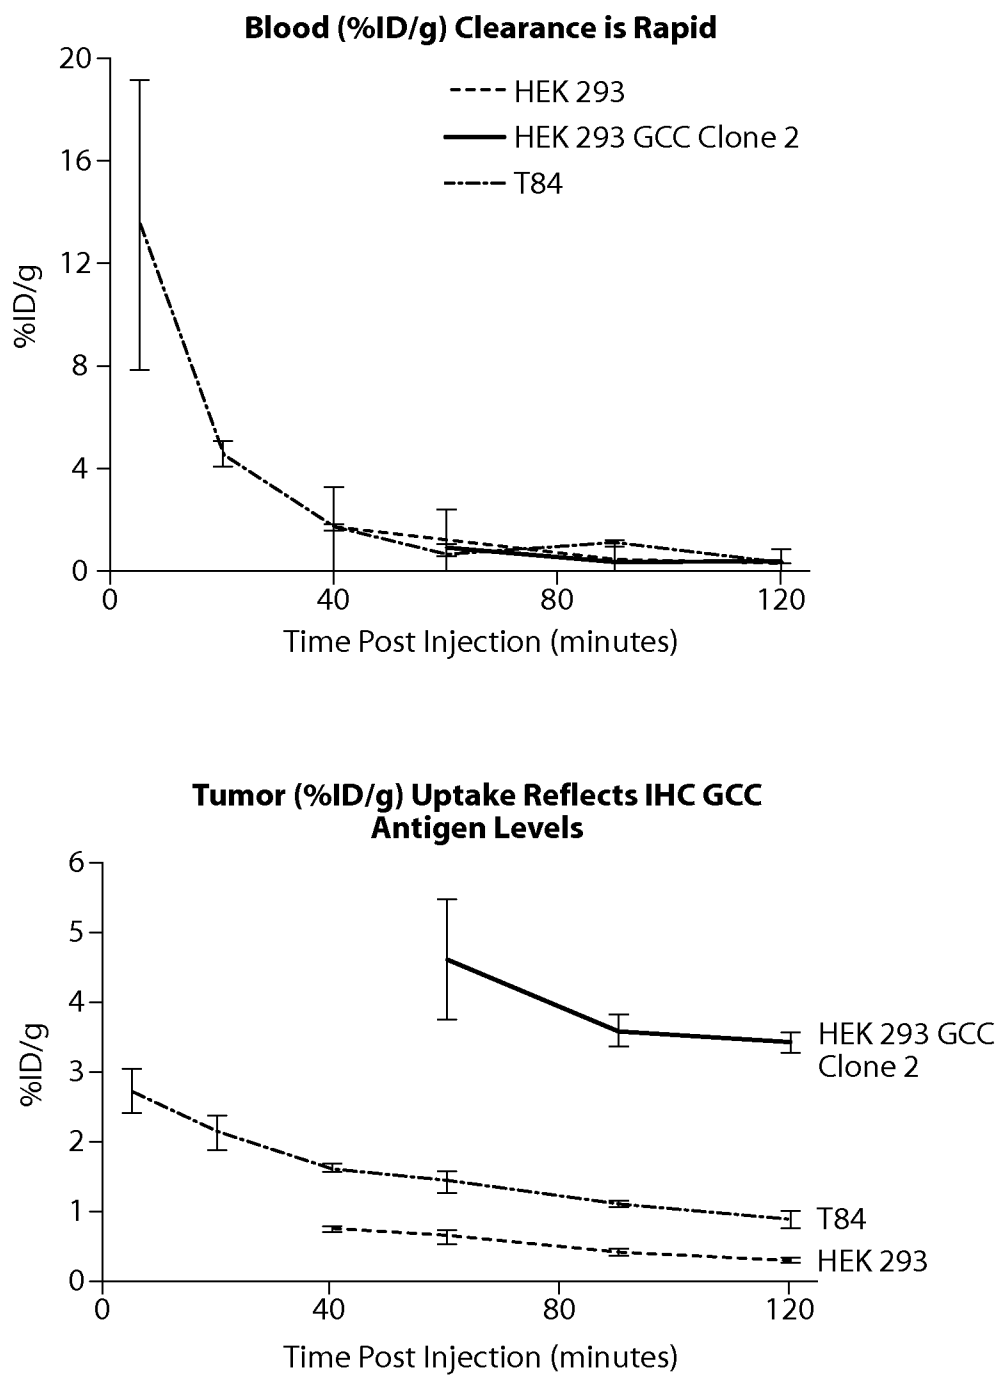 Blood (%ID/g) Clearance is Rapid
20
16
12
8
4
0
%ID/g
HEK 293
HEK 293 GCC Clone 2
T84
0
40
80
120
Time Post Injection (minutes)
Tumor (%ID/g) Uptake Reflects IHC GCC
Antigen Levels
6
5
4
3
2
1
0
%ID/g
HEK 293 GCC
Clone 2
T84
HEK 293
0
40
80
120
Time Post Injection (minutes)